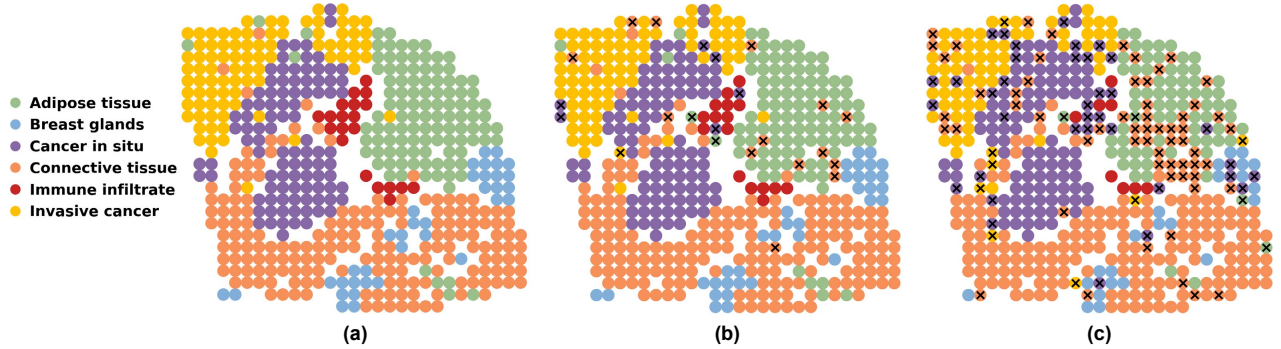 Adipose tissue
Breast glands
Cancer in situ
Connective tissue
Immune infiltrate
Invasive cancer
(a)
(b)
(c)